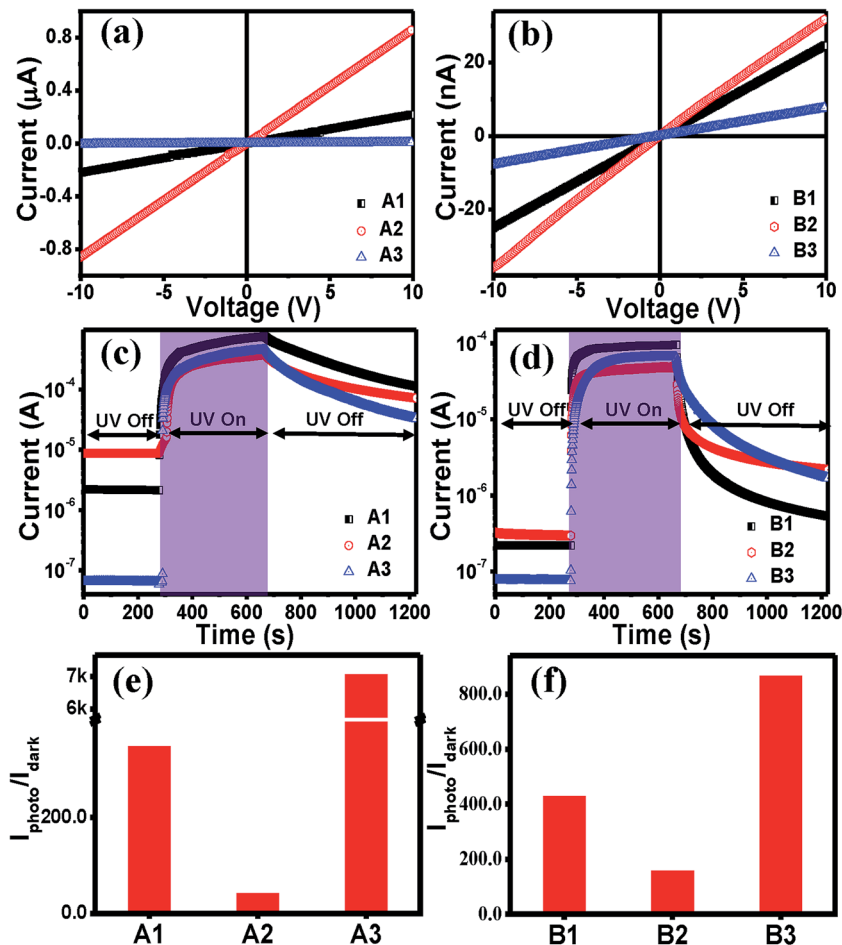 (a)
Current (μA)
0.8
0.4
0.0
-0.4
-0.8
A1
A2
A3
-10
-5
0
5
10
Voltage (V)
(b)
Current (nA)
20
0
-20
B1
B2
B3
-10
-5
0
5
10
Voltage (V)
(c)
Current (A)
10⁻⁴
10⁻⁵
10⁻⁶
10⁻⁷
UV Off
UV On
UV Off
A1
A2
A3
0
200
400
600
800
1000
1200
Time (s)
(d)
Current (A)
10⁻⁴
10⁻⁵
10⁻⁶
10⁻⁷
UV Off
UV On
UV Off
B1
B2
B3
0
200
400
600
800
1000
1200
Time (s)
(e)
I photo/I dark
7k
6k
200.0
0.0
A1
A2
A3
(f)
I photo/I dark
800.0
600.0
400.0
200.0
0.0
B1
B2
B3